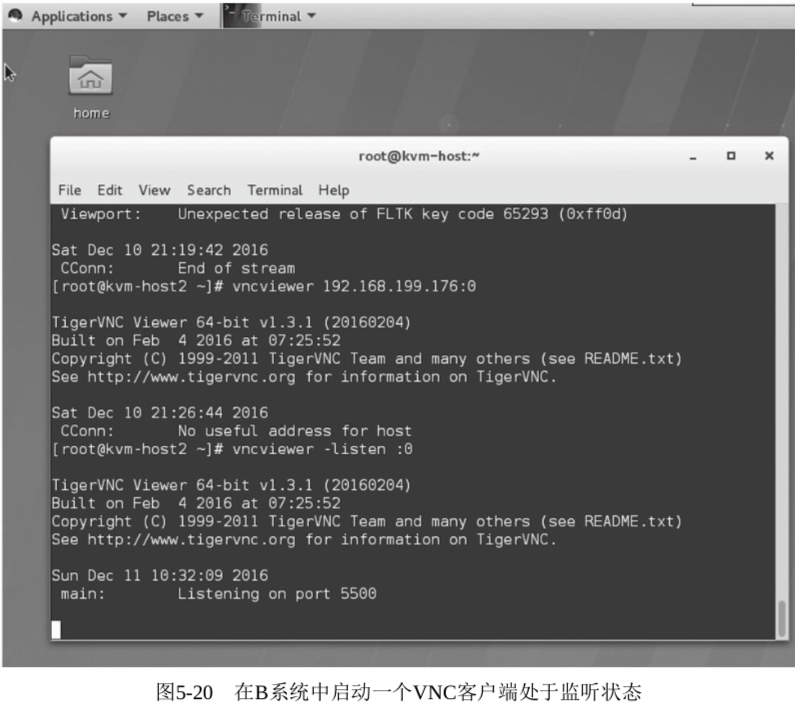 Applications Places Terminal
home
root@kvm-host:~
File Edit View Search Terminal Help
Viewport: Unexpected release of FLTK key code 65293 (0xff0d)
Sat Dec 10 21:19:42 2016
CConn: End of stream
[root@kvm-host2 ~]# vncviewer 192.168.199.176:0
TigerVNC Viewer 64-bit v1.3.1 (20160204)
Built on Feb  4 2016 at 07:25:52
Copyright (C) 1999-2011 TigerVNC Team and many others (see README.txt)
See http://www.tigervnc.org for information on TigerVNC.
Sat Dec 10 21:26:44 2016
CConn: No useful address for host
[root@kvm-host2 ~]# vncviewer -listen :0
TigerVNC Viewer 64-bit v1.3.1 (20160204)
Built on Feb  4 2016 at 07:25:52
Copyright (C) 1999-2011 TigerVNC Team and many others (see README.txt)
See http://www.tigervnc.org for information on TigerVNC.
Sun Dec 11 10:32:09 2016
main: Listening on port 5500
图5-20 在B系统中启动一个VNC客户端处于监听状态